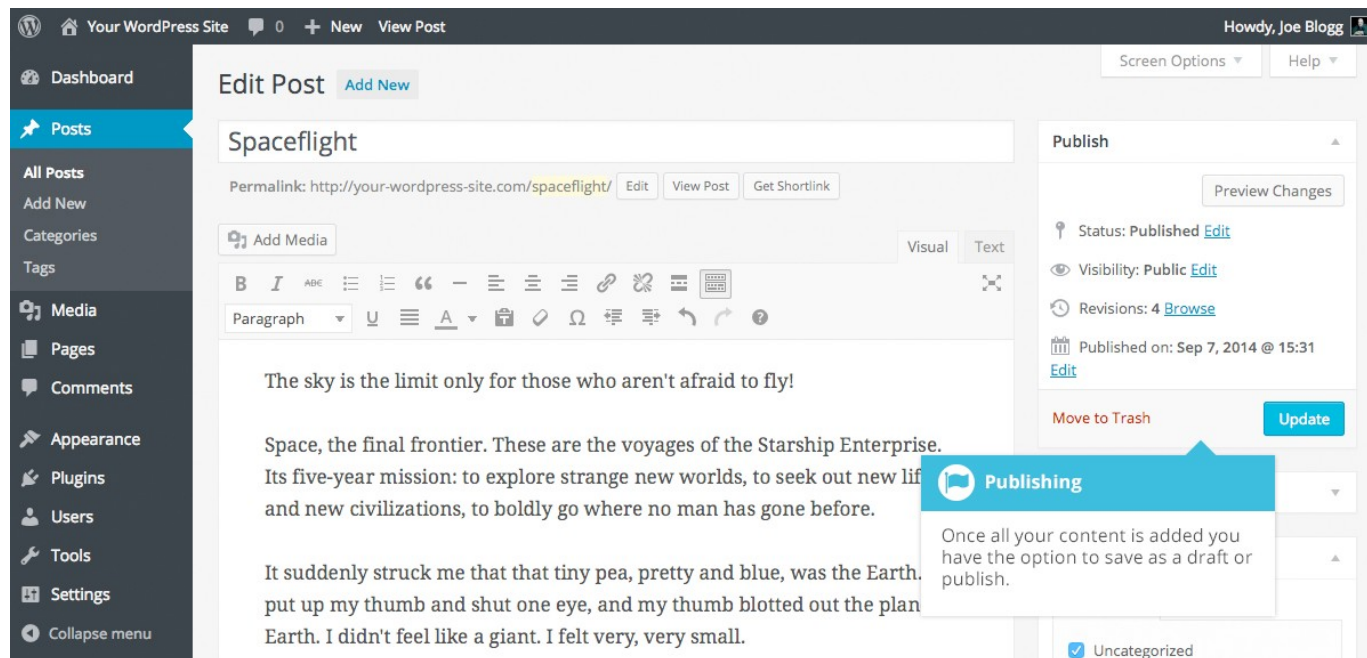 Your WordPress Site 0 + New View Post
Howdy, Joe Blogg
Screen Options
Help
Dashboard
Posts
All Posts
Add New
Categories
Tags
Media
Pages
Comments
Appearance
Plugins
Users
Tools
Settings
Collapse menu
Edit Post Add New
Spaceflight
Permalink: http://your-wordpress-site.com/spaceflight/ Edit View Post Get Shortlink
Add Media
Visual Text
B I ABC
Paragraph U A Ω
The sky is the limit only for those who aren't afraid to fly!
Space, the final frontier. These are the voyages of the Starship Enterprise.
Its five-year mission: to explore strange new worlds, to seek out new
and new civilizations, to boldly go where no man has gone before.
It suddenly struck me that that tiny pea, pretty and blue, was the Earth.
put up my thumb and shut one eye, and my thumb blotted out the
Earth. I didn't feel like a giant. I felt very, very small.
Publish
Preview Changes
Status: Published Edit
Visibility: Public Edit
Revisions: 4 Browse
Published on: Sep 7, 2014 @ 15:31
Edit
Move to Trash
Update
Publishing
Once all your content is added you
have the option to save as a draft or
publish.
Uncategorized